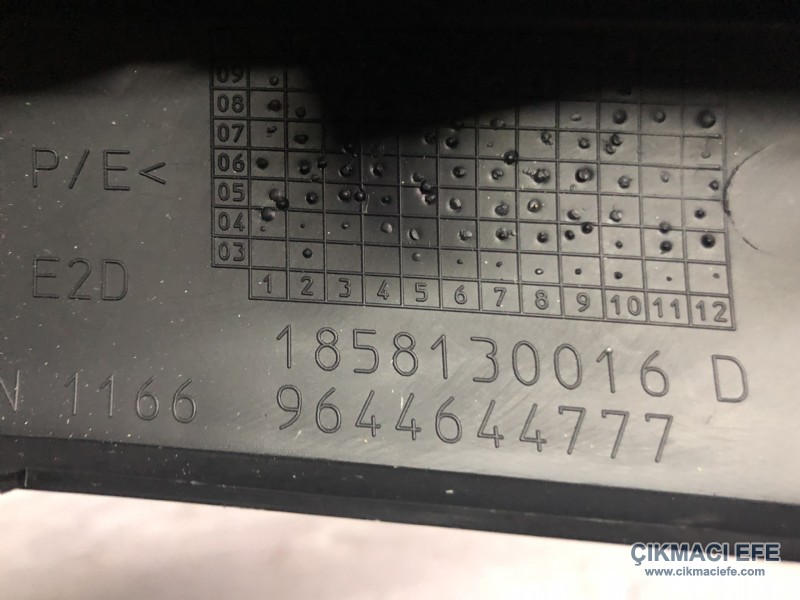 09
08
07
P/E<
06
05
04
03
E2D
1 2 3 4 5 6 7 8 9 10 11 12
1858130016 D
N 1166
9644644777
ÇIKMACI EFE
www.cikmaciefe.com